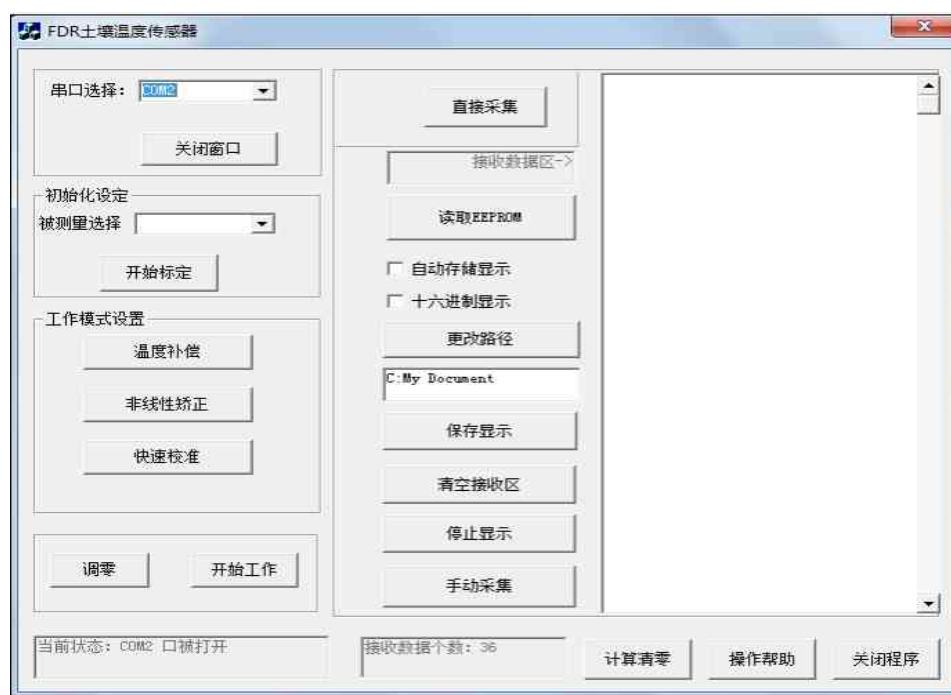 FDR土壤温度传感器
串口选择： COM2
关闭窗口
初始化设定
被测量选择
开始标定
工作模式设置
温度补偿
非线性矫正
快速校准
调零
开始工作
当前状态：COM2 口被打开
直接采集
接收数据区->
读取EEPROM
自动存储显示
十六进制显示
更改路径
C:My Document
保存显示
清空接收区
停止显示
手动采集
接收数据个数：36
计算清零
操作帮助
关闭程序